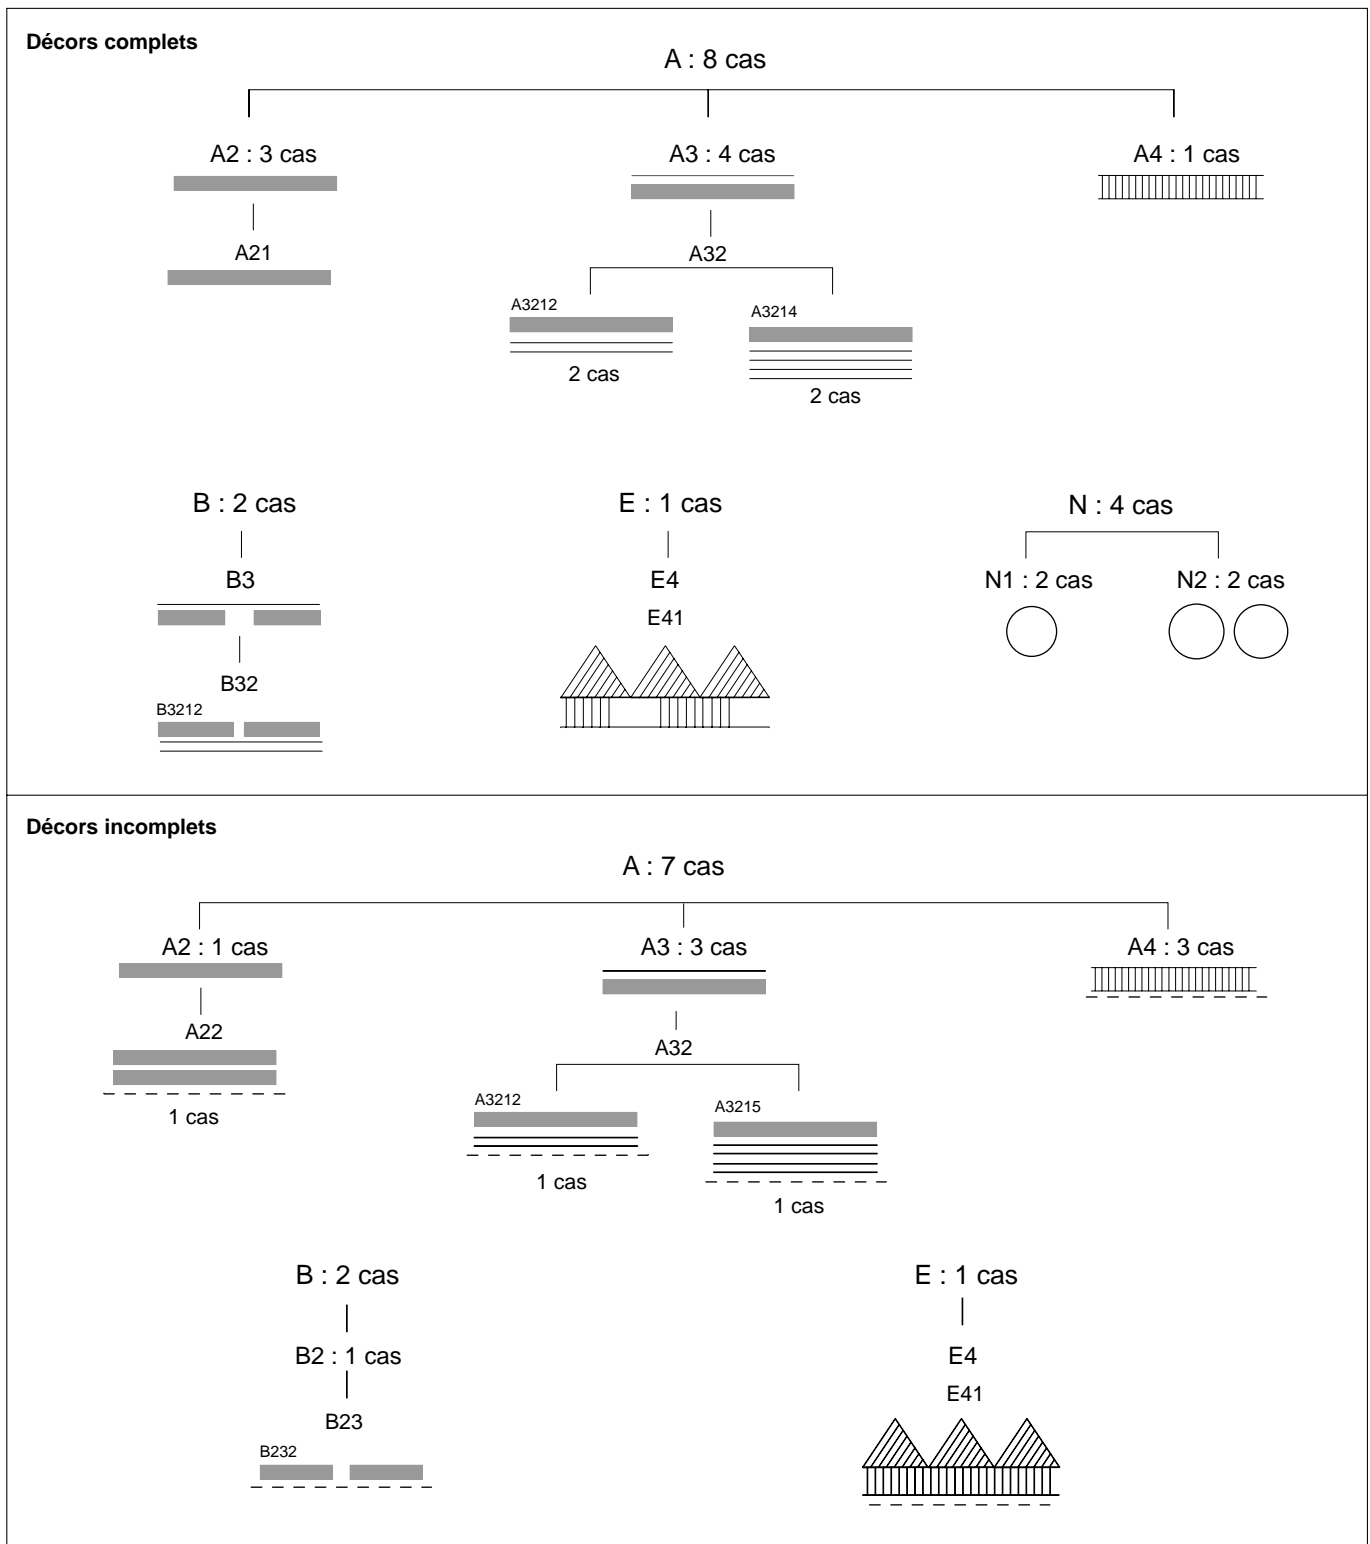 Décors complets
A : 8 cas
A2 : 3 cas
A3 : 4 cas
A4 : 1 cas
A21
A32
A3212
A3214
2 cas
2 cas
B : 2 cas
E : 1 cas
N : 4 cas
B3
E4
N1 : 2 cas
N2 : 2 cas
E41
B32
B3212
Décors incomplets
A : 7 cas
A2 : 1 cas
A3 : 3 cas
A4 : 3 cas
A22
A32
A3212
A3215
1 cas
1 cas
1 cas
B : 2 cas
E : 1 cas
B2 : 1 cas
E4
E41
B23
B232